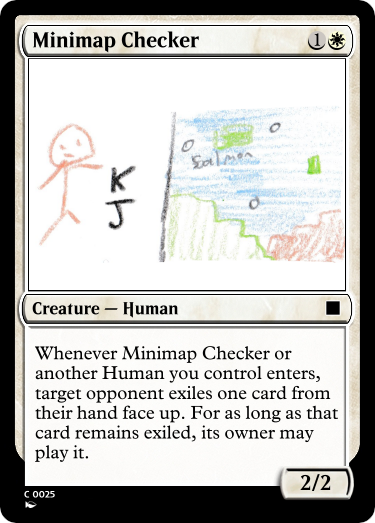 Minimap Checker 1
K
J
Salmon
Creature — Human
Whenever Minimap Checker or
another Human you control enters,
target opponent exiles one card from
their hand face up. For as long as that
card remains exiled, its owner may
play it.
2/2
C 0025